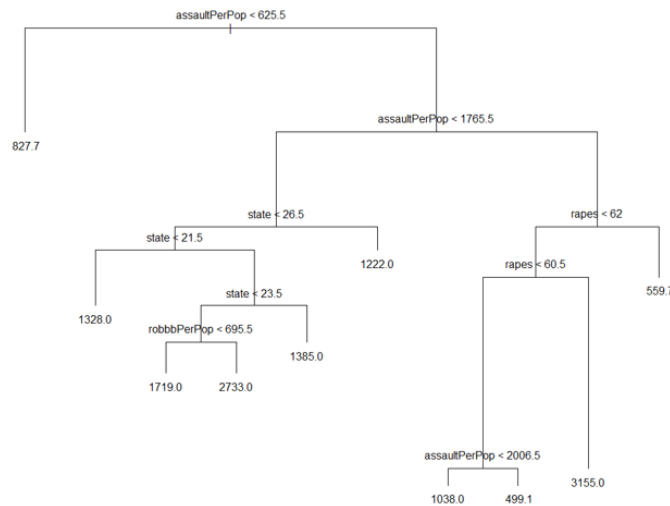 assaultPerPop < 625.5
assaultPerPop < 1765.5
827.7
state < 26.5
rapes < 62
state < 21.5
1222.0
rapes < 60.5
559.7
state < 23.5
1328.0
robbbPerPop < 695.5
1385.0
1719.0
2733.0
assaultPerPop < 2006.5
3155.0
1038.0
499.1